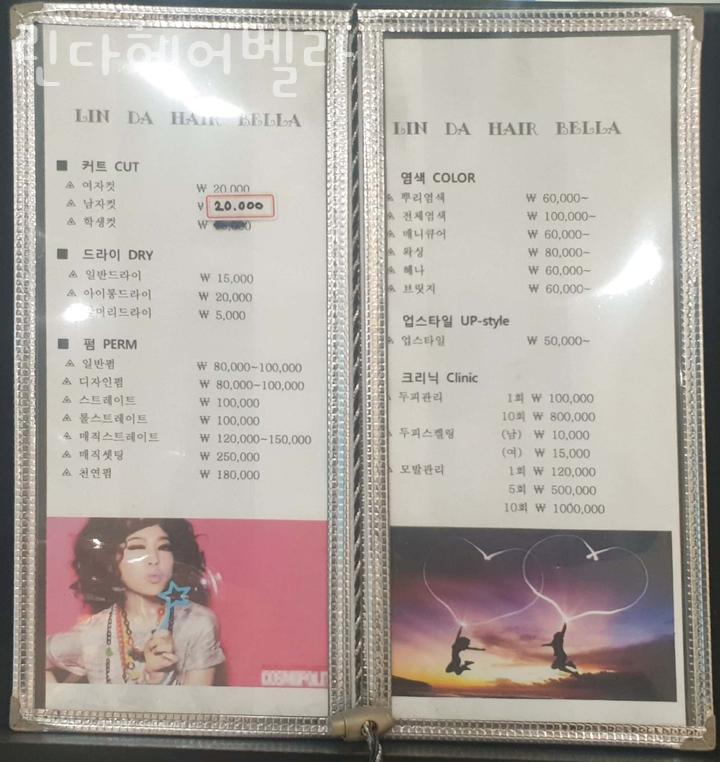 린다헤어벨라
LIN DA HAIR BELLA
■ 커트 CUT
여자컷 ₩ 20,000
남자컷 ₩ 20.000
학생컷 ₩
■ 드라이 DRY
일반드라이 ₩ 15,000
아이롱드라이 ₩ 20,000
머리드라이 ₩ 5,000
■ 펌 PERM
일반펌 ₩ 80,000~100,000
디자인펌 ₩ 80,000~100,000
스트레이트 ₩ 100,000
롤스트레이트 ₩ 100,000
매직스트레이트 ₩ 120,000~150,000
매직셋팅 ₩ 250,000
천연펌 ₩ 180,000
COSMOPOLIT
LIN DA HAIR BELLA
염색 COLOR
뿌리염색 ₩ 60,000~
전체염색 ₩ 100,000~
매니큐어 ₩ 60,000~
왁싱 ₩ 80,000~
헤나 ₩ 60,000~
브릿지 ₩ 60,000~
업스타일 UP-style
업스타일 ₩ 50,000~
크리닉 Clinic
두피관리 1회 ₩ 100,000
10회 ₩ 800,000
두피스켈링 (남) ₩ 10,000
(여) ₩ 15,000
모발관리 1회 ₩ 120,000
5회 ₩ 500,000
10회 ₩ 1000,000